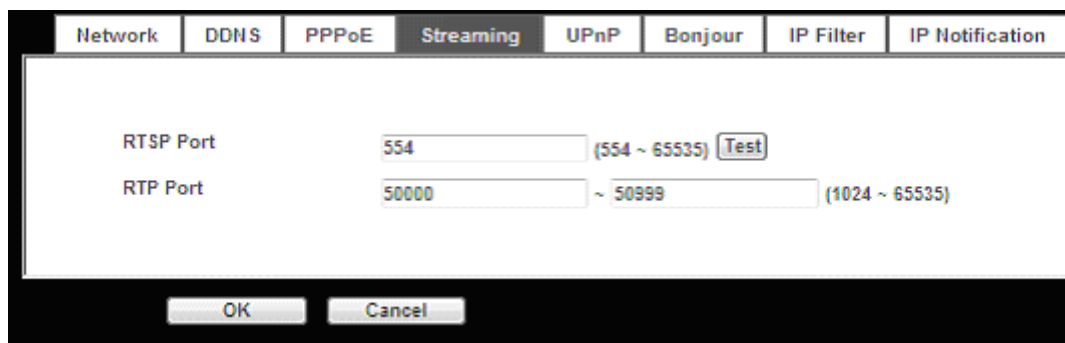 Network DDNS PPPoE Streaming UPnP Bonjour IP Filter IP Notification
RTSP Port 554 (554 ~ 65535) Test
RTP Port 50000 ~ 50999 (1024 ~ 65535)
OK Cancel